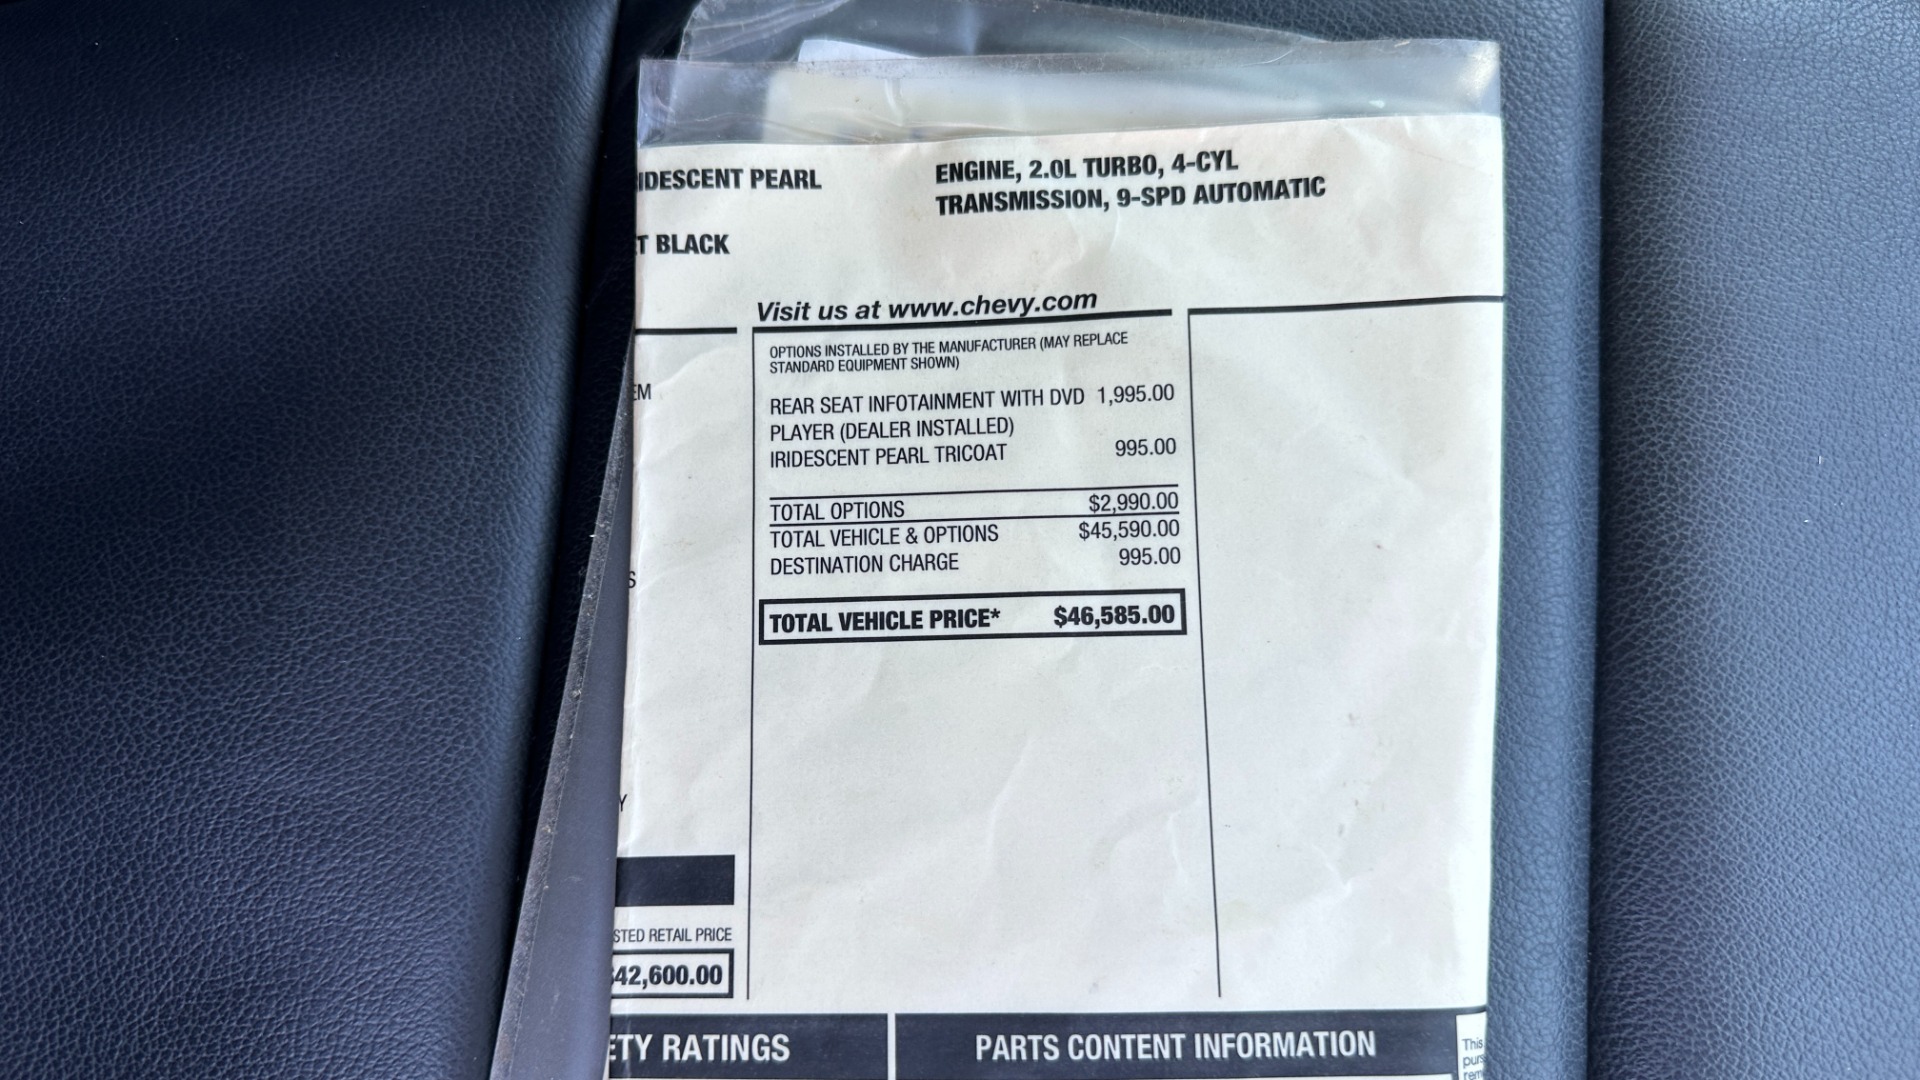 IDESCENT PEARL
ENGINE, 2.0L TURBO, 4-CYL
TRANSMISSION, 9-SPD AUTOMATIC
T BLACK
Visit us at www.chevy.com
OPTIONS INSTALLED BY THE MANUFACTURER (MAY REPLACE
STANDARD EQUIPMENT SHOWN)
EM
REAR SEAT INFOTAINMENT WITH DVD 1,995.00
PLAYER (DEALER INSTALLED)
IRIDESCENT PEARL TRICOAT 995.00
TOTAL OPTIONS $2,990.00
TOTAL VEHICLE & OPTIONS $45,590.00
DESTINATION CHARGE 995.00
S
TOTAL VEHICLE PRICE* $46,585.00
Y
STED RETAIL PRICE
42,600.00
ETY RATINGS
PARTS CONTENT INFORMATION
This
purs
rem